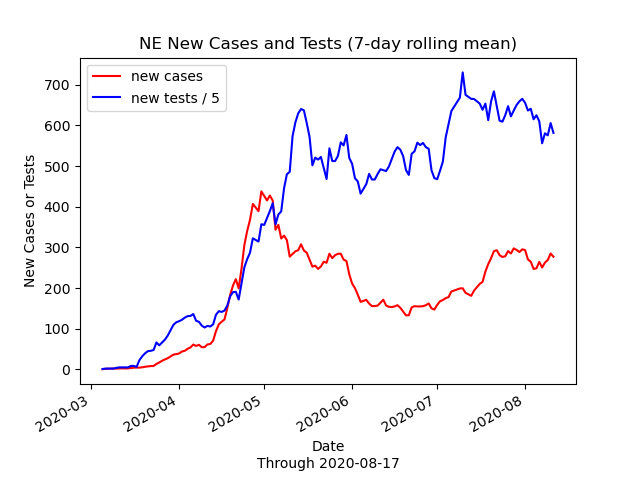 NE New Cases and Tests (7-day rolling mean)
new cases
new tests / 5
New Cases or Tests
700
600
500
400
300
200
100
0
2020-03
2020-04
2020-05
2020-06
2020-07
2020-08
Date
Through 2020-08-17